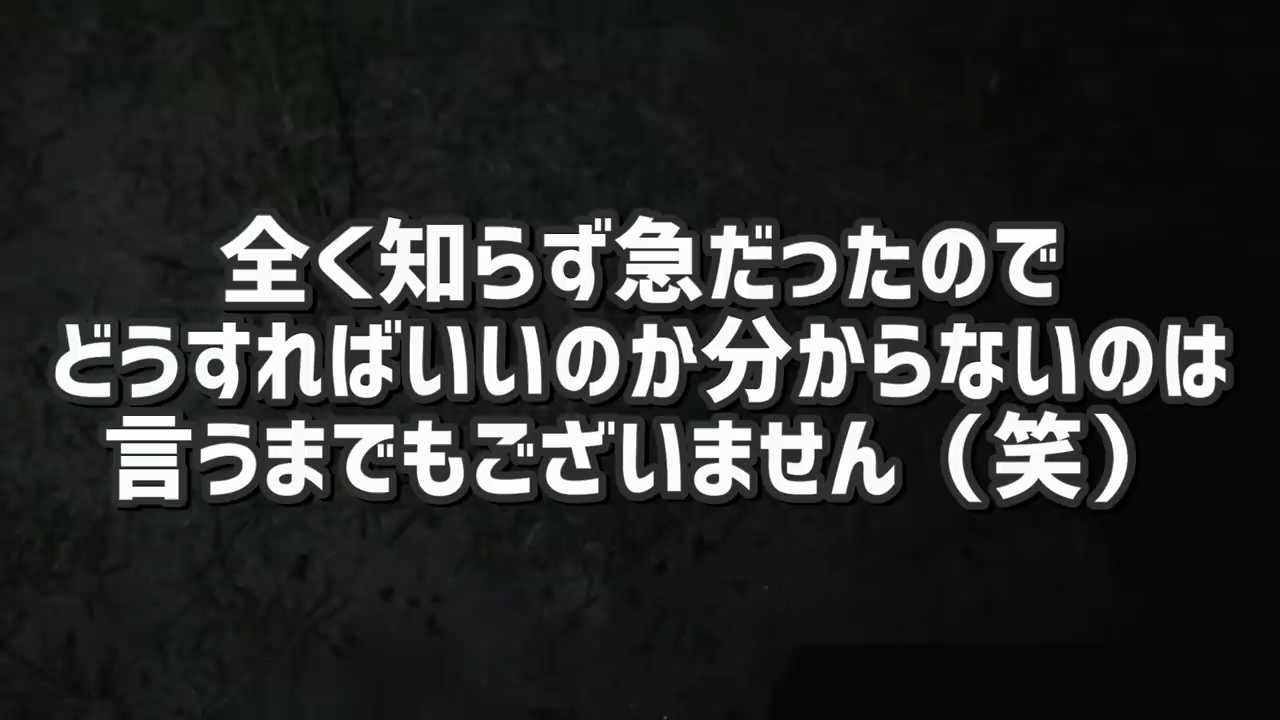 全く知らず急だったので
どうすればいいのか分からないのは
言うまでもございません（笑）